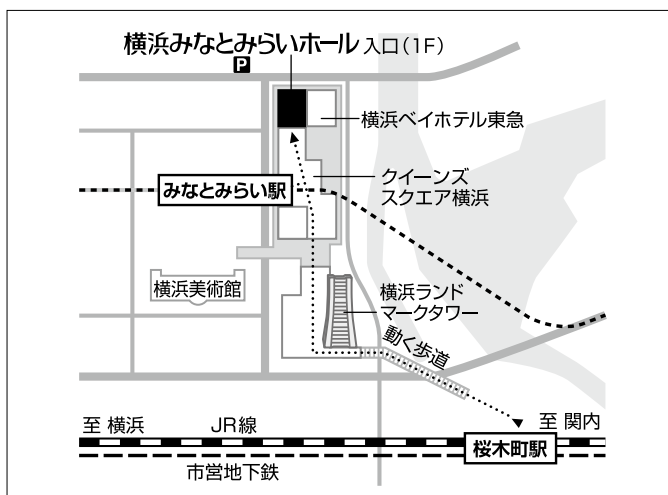 横浜みなとみらいホール 入口(1F)
P
横浜ベイホテル東急
みなとみらい駅
クイーンズ
スクエア横浜
横浜美術館
横浜ランド
マークタワー
動く歩道
至 横浜
JR線
至 関内
桜木町駅
市営地下鉄